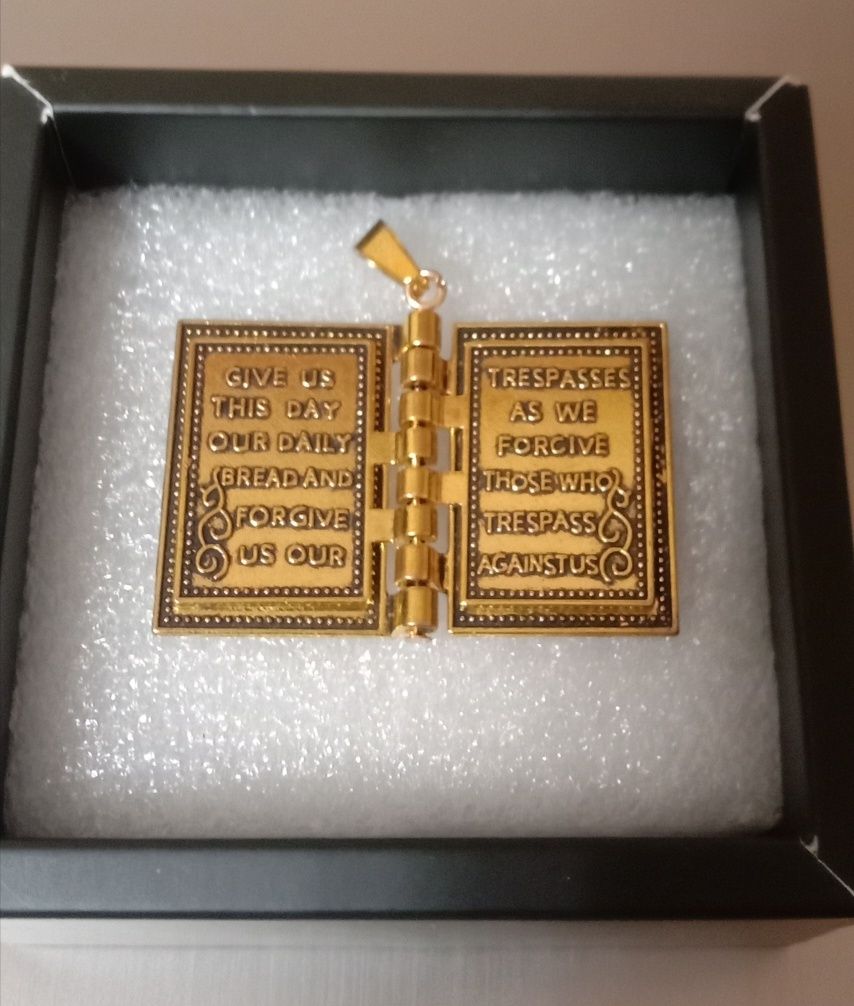 GIVE US
THIS DAY
OUR DAILY
BREAD AND
FORGIVE
US OUR
TRESPASSES
AS WE
FORGIVE
THOSE WHO
TRESPASS
AGAINST US